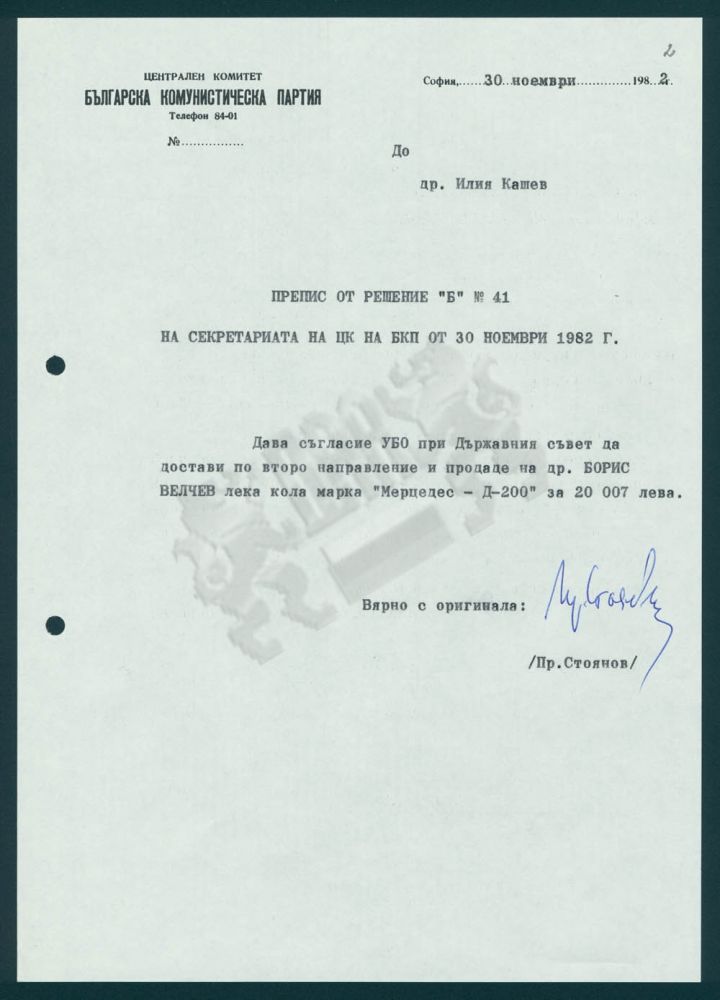 2
ЦЕНТРАЛЕН КОМИТЕТ
БЪЛГАРСКА КОМУНИСТИЧЕСКА ПАРТИЯ
Телефон 84-01
№................
София,......30...ноември..............198..2г.
До
др. Илия Кашев
ПРЕПИС ОТ РЕШЕНИЕ "Б" № 41
НА СЕКРЕТАРИАТА НА ЦК НА БКП ОТ 30 НОЕМВРИ 1982 Г.
Дава съгласие УБО при Държавния съвет да
достави по второ направление и продаде на др. БОРИС
ВЕЛЧЕВ лека кола марка "Мерцедес - Д-200" за 20 007 лева.
Вярно с оригинала:
/Пр.Стоянов/